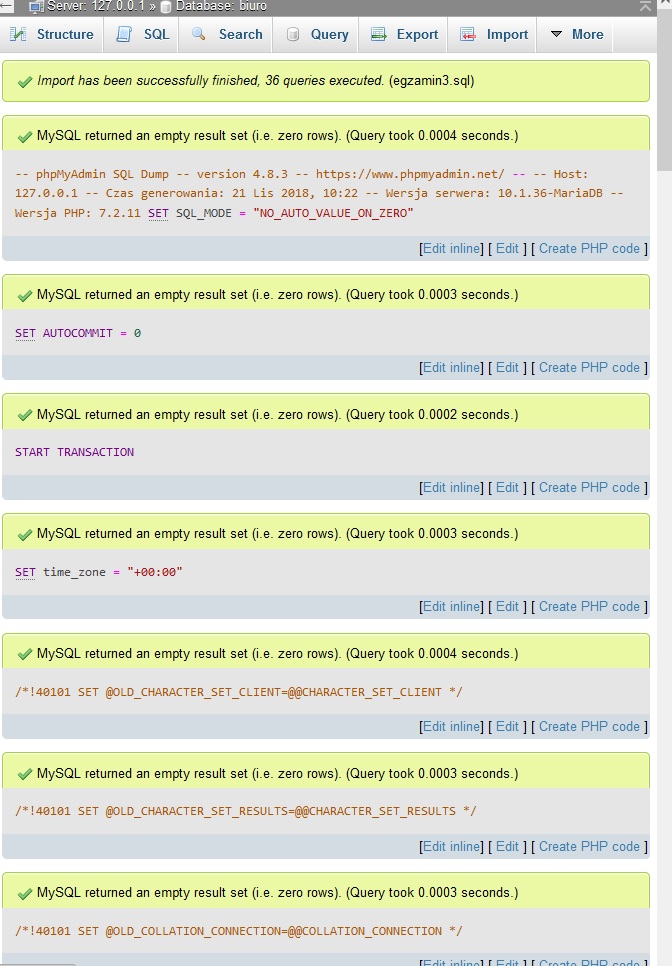 Server: 127.0.0.1 » Database: biuro
Structure SQL Search Query Export Import More
Import has been successfully finished, 36 queries executed. (egzamin3.sql)
MySQL returned an empty result set (i.e. zero rows). (Query took 0.0004 seconds.)
-- phpMyAdmin SQL Dump -- version 4.8.3 -- https://www.phpmyadmin.net/ -- -- Host:
127.0.0.1 -- Czas generowania: 21 Lis 2018, 10:22 -- Wersja serwera: 10.1.36-MariaDB --
Wersja PHP: 7.2.11 SET SQL_MODE = "NO_AUTO_VALUE_ON_ZERO"
[Edit inline] [ Edit ] [ Create PHP code ]
MySQL returned an empty result set (i.e. zero rows). (Query took 0.0003 seconds.)
SET AUTOCOMMIT = 0
[Edit inline] [ Edit ] [ Create PHP code ]
MySQL returned an empty result set (i.e. zero rows). (Query took 0.0002 seconds.)
START TRANSACTION
[Edit inline] [ Edit ] [ Create PHP code ]
MySQL returned an empty result set (i.e. zero rows). (Query took 0.0003 seconds.)
SET time_zone = "+00:00"
[Edit inline] [ Edit ] [ Create PHP code ]
MySQL returned an empty result set (i.e. zero rows). (Query took 0.0004 seconds.)
/*!40101 SET @OLD_CHARACTER_SET_CLIENT=@@CHARACTER_SET_CLIENT */
[Edit inline] [ Edit ] [ Create PHP code ]
MySQL returned an empty result set (i.e. zero rows). (Query took 0.0003 seconds.)
/*!40101 SET @OLD_CHARACTER_SET_RESULTS=@@CHARACTER_SET_RESULTS */
[Edit inline] [ Edit ] [ Create PHP code ]
MySQL returned an empty result set (i.e. zero rows). (Query took 0.0003 seconds.)
/*!40101 SET @OLD_COLLATION_CONNECTION=@@COLLATION_CONNECTION */
[Edit inline] [ Edit ] [ Create PHP code ]